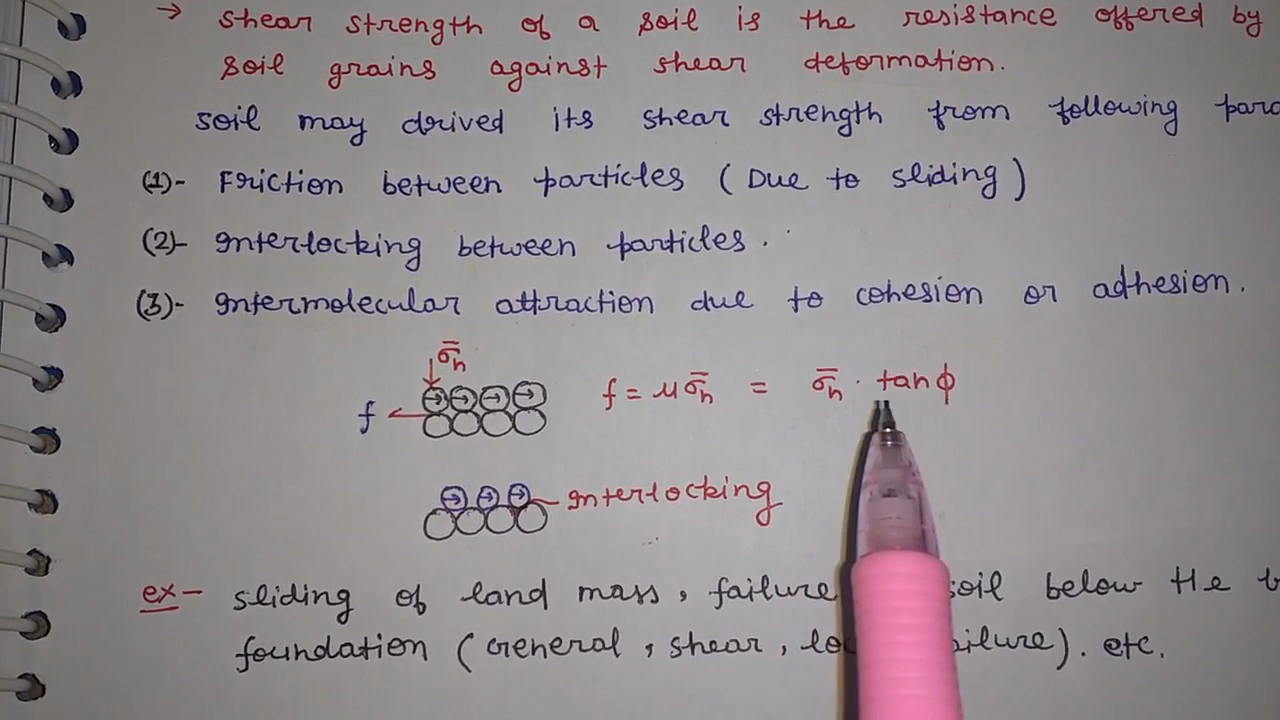 → shear strength of a soil is the resistance offered by
soil grains against shear deformation.
soil may drived its shear strength from following
(1)- Friction between particles (Due to sliding)
(2)- Interlocking between particles.
(3)- Intermolecular attraction due to cohesion or adhesion.
σ̄n
f f = μσ̄n = σ̄n · tanϕ
Interlocking
ex- sliding of land mass, failure soil below the
foundation (General, shear, ). etc.